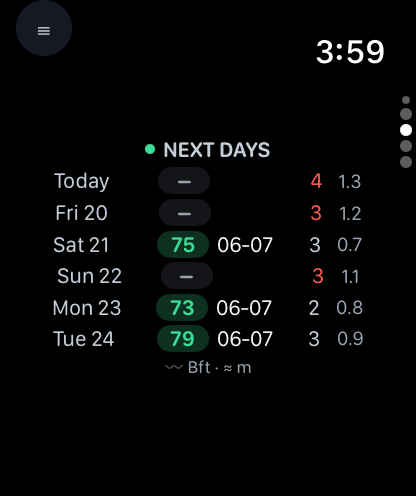 3:59
NEXT DAYS
Today – 4 1.3
Fri 20 – 3 1.2
Sat 21 75 06-07 3 0.7
Sun 22 – 3 1.1
Mon 23 73 06-07 2 0.8
Tue 24 79 06-07 3 0.9
Bft · ≈ m